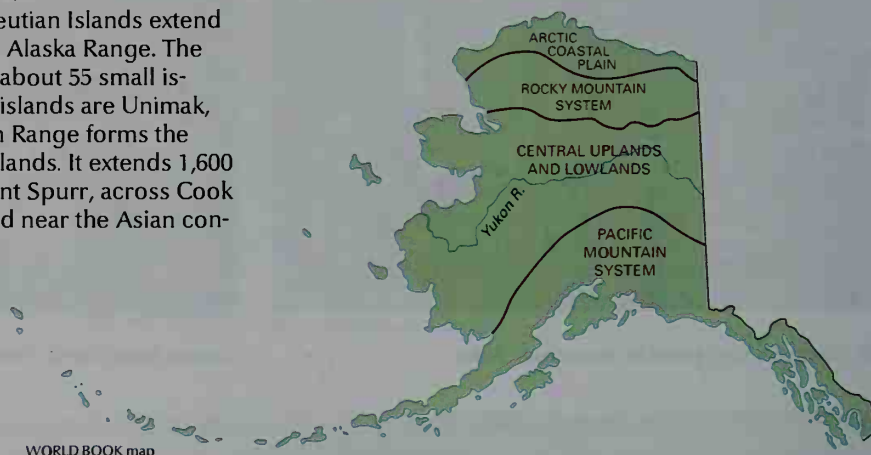 eutian Islands extend
Alaska Range. The
about 55 small is-
islands are Unimak,
n Range forms the
lands. It extends 1,600
nt Spurr, across Cook
d near the Asian con-
ARCTIC
COASTAL
PLAIN
ROCKY MOUNTAIN
SYSTEM
CENTRAL UPLANDS
AND LOWLANDS
Yukon R.
PACIFIC
MOUNTAIN
SYSTEM
WORLD BOOK map